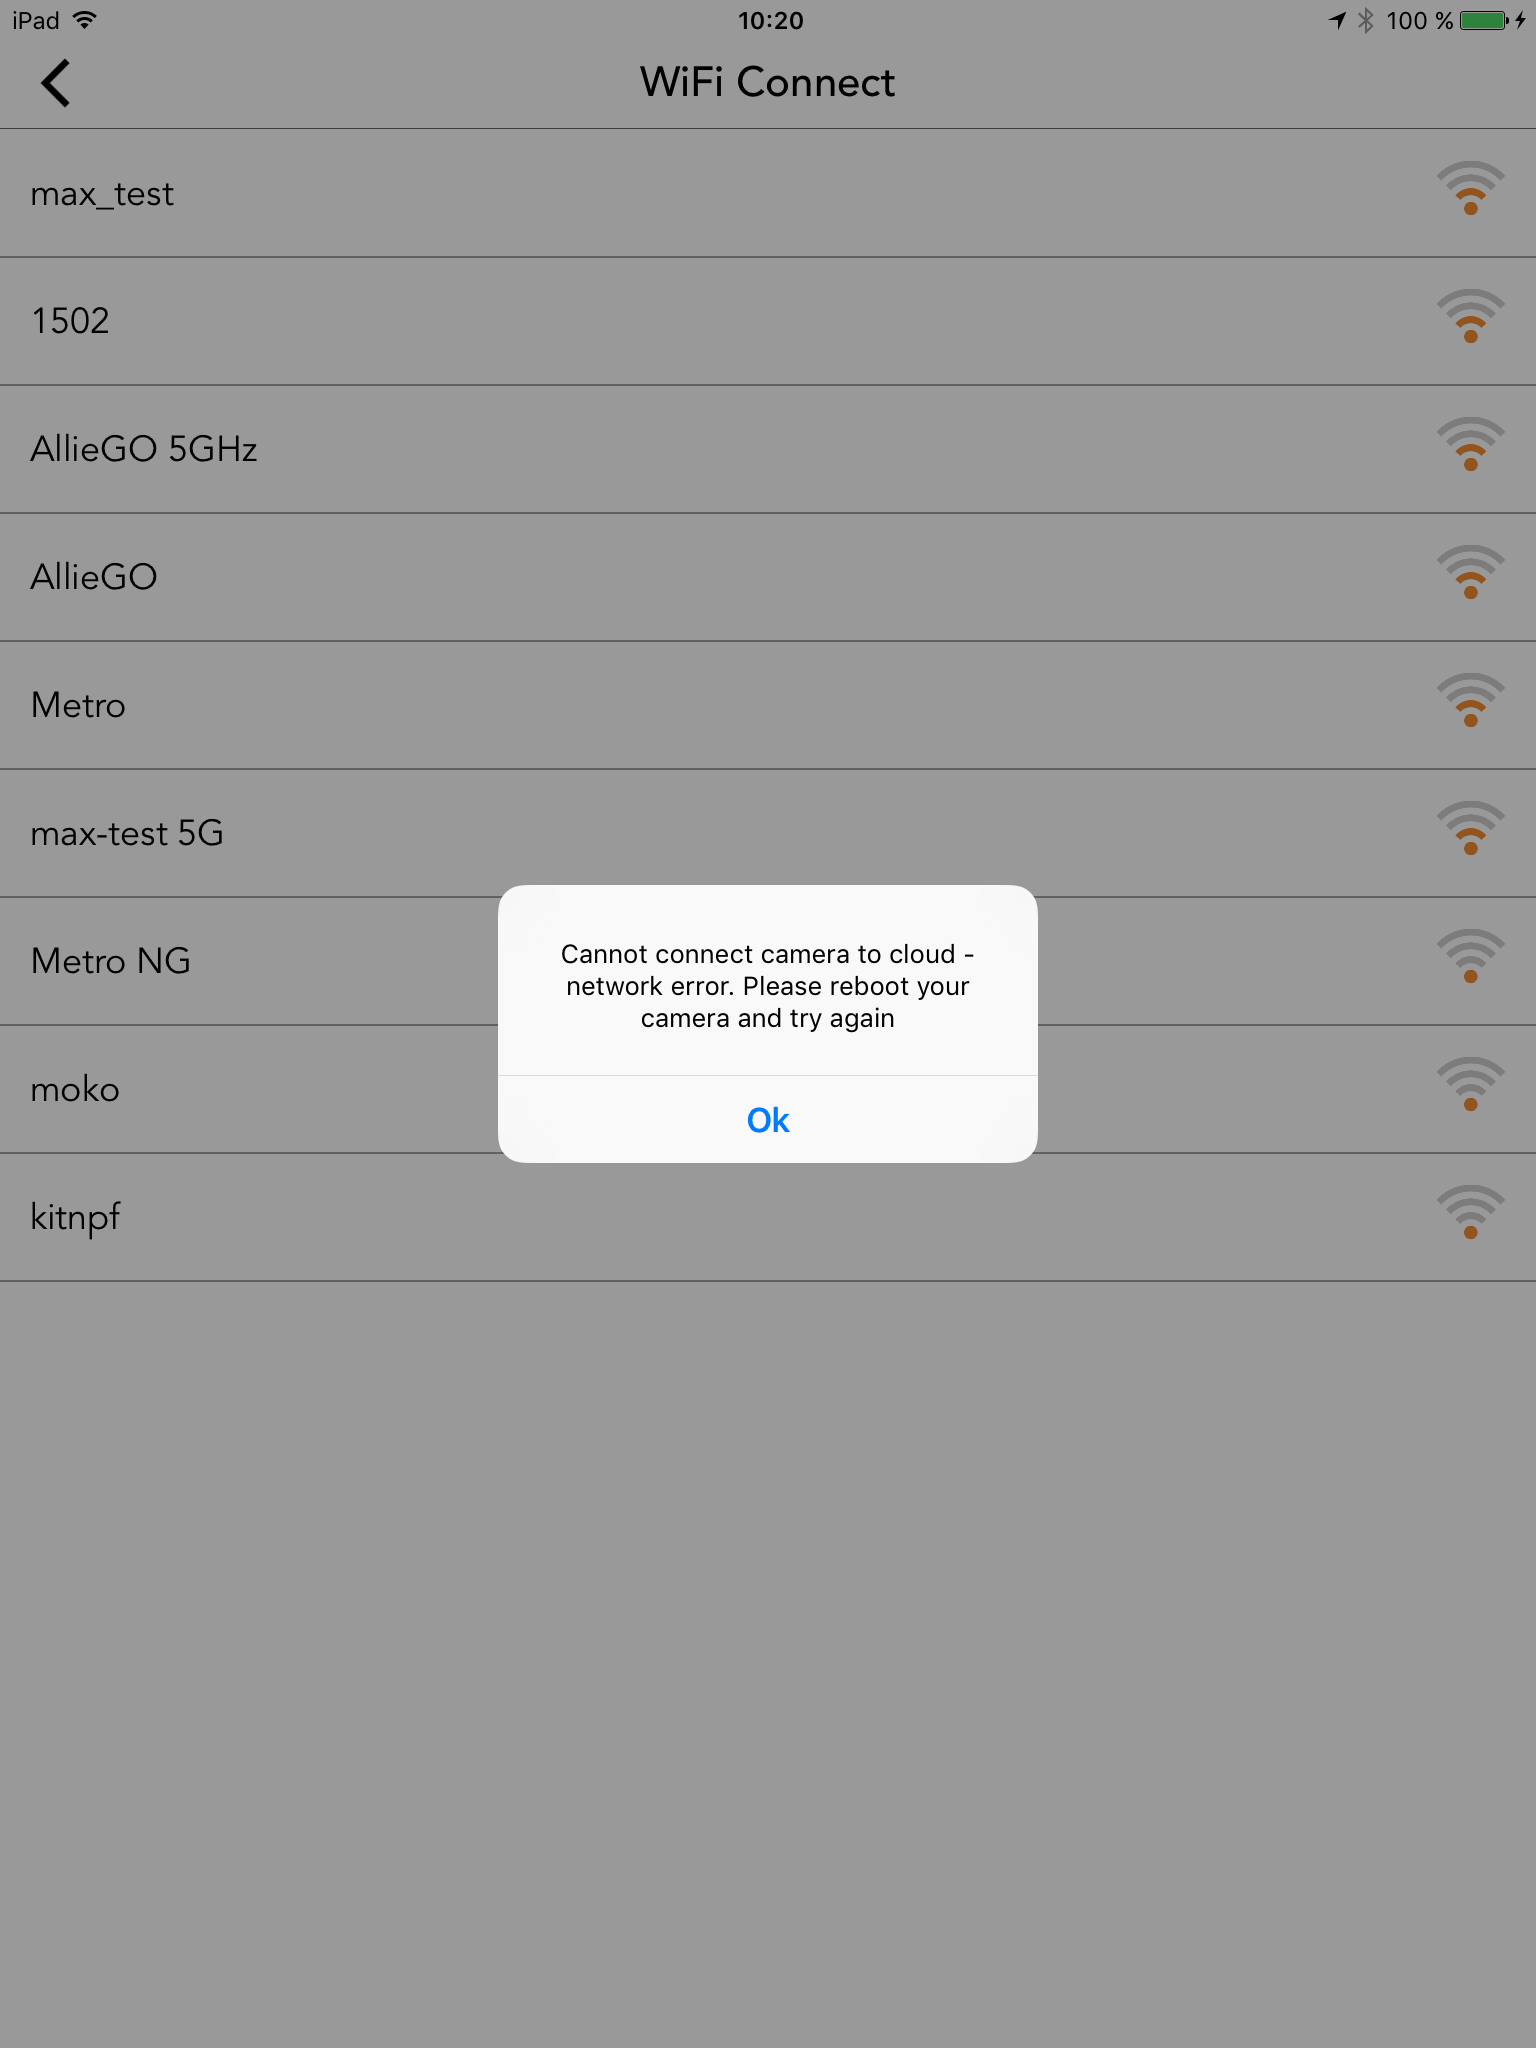 iPad
10:20
100 %
WiFi Connect
max_test
1502
AllieGO 5GHz
AllieGO
Metro
max-test 5G
Metro NG
moko
kitnpf
Cannot connect camera to cloud -
network error. Please reboot your
camera and try again
Ok